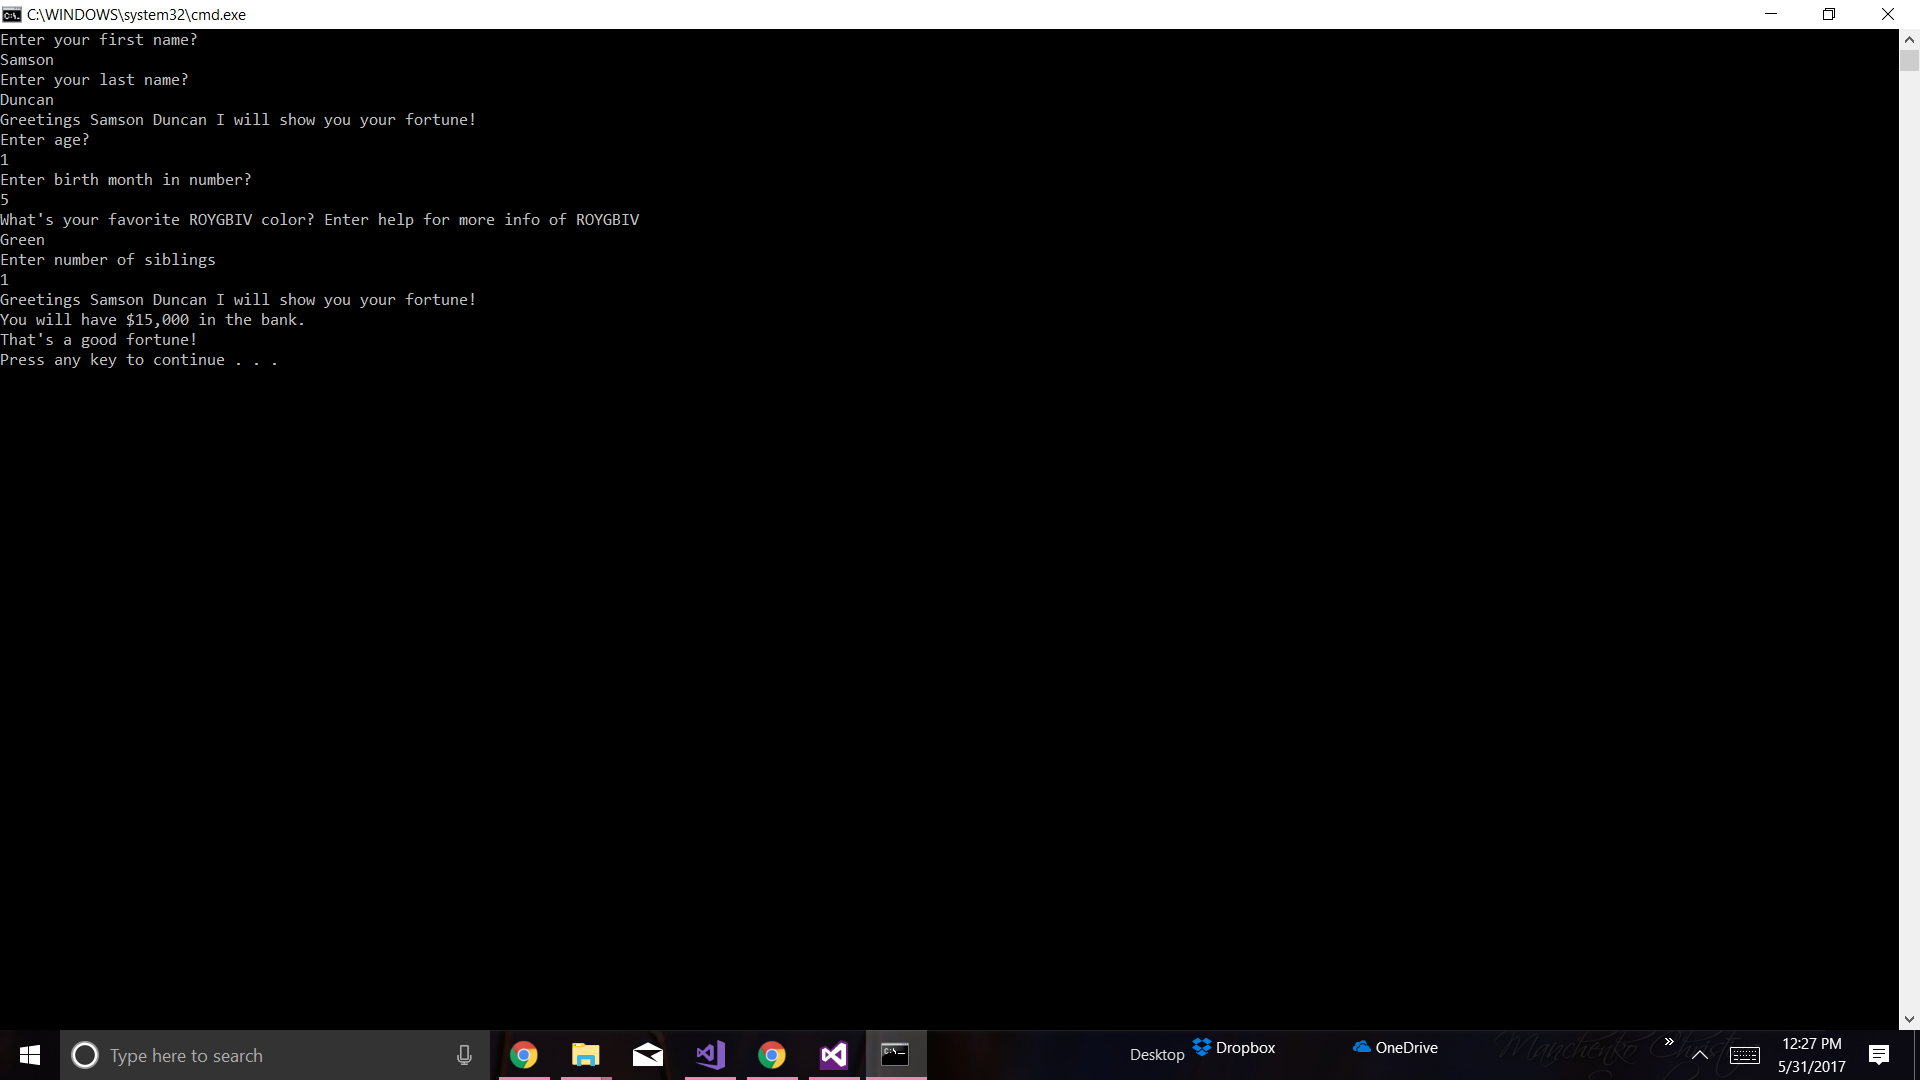 C:\WINDOWS\system32\cmd.exe
Enter your first name?
Samson
Enter your last name?
Duncan
Greetings Samson Duncan I will show you your fortune!
Enter age?
1
Enter birth month in number?
5
What's your favorite ROYGBIV color? Enter help for more info of ROYGBIV
Green
Enter number of siblings
1
Greetings Samson Duncan I will show you your fortune!
You will have $15,000 in the bank.
That's a good fortune!
Press any key to continue . . .
Type here to search
Desktop
Dropbox
OneDrive
Manchenko
12:27 PM
5/31/2017